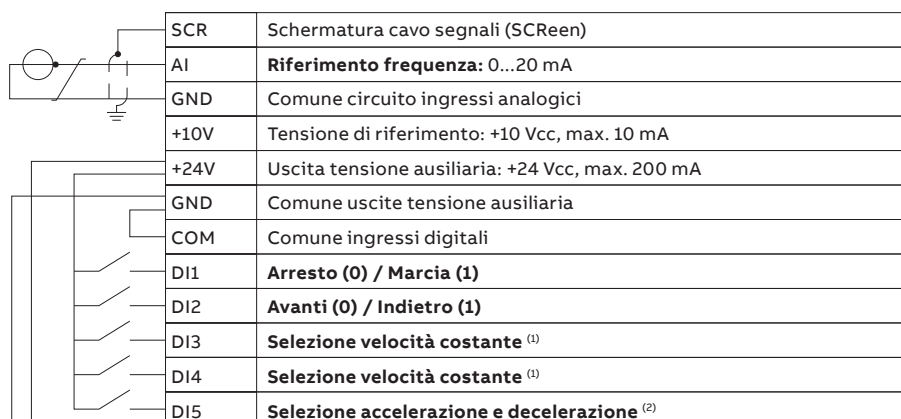 SCR Schermatura cavo segnali (SCReen)
AI Riferimento frequenza: 0...20 mA
GND Comune circuito ingressi analogici
+10V Tensione di riferimento: +10 Vcc, max. 10 mA
+24V Uscita tensione ausiliaria: +24 Vcc, max. 200 mA
GND Comune uscite tensione ausiliaria
COM Comune ingressi digitali
DI1 Arresto (0) / Marcia (1)
DI2 Avanti (0) / Indietro (1)
DI3 Selezione velocità costante (1)
DI4 Selezione velocità costante (1)
DI5 Selezione accelerazione e decelerazione (2)